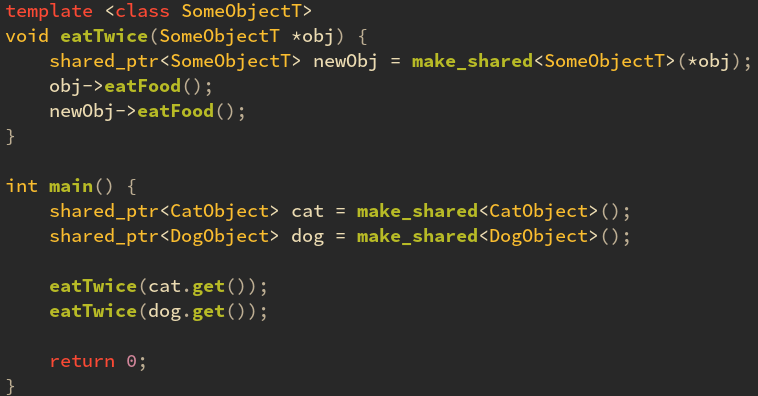 template <class SomeObjectT>
void eatTwice(SomeObjectT *obj) {
    shared_ptr<SomeObjectT> newObj = make_shared<SomeObjectT>(*obj);
    obj->eatFood();
    newObj->eatFood();
}

int main() {
    shared_ptr<CatObject> cat = make_shared<CatObject>();
    shared_ptr<DogObject> dog = make_shared<DogObject>();

    eatTwice(cat.get());
    eatTwice(dog.get());

    return 0;
}